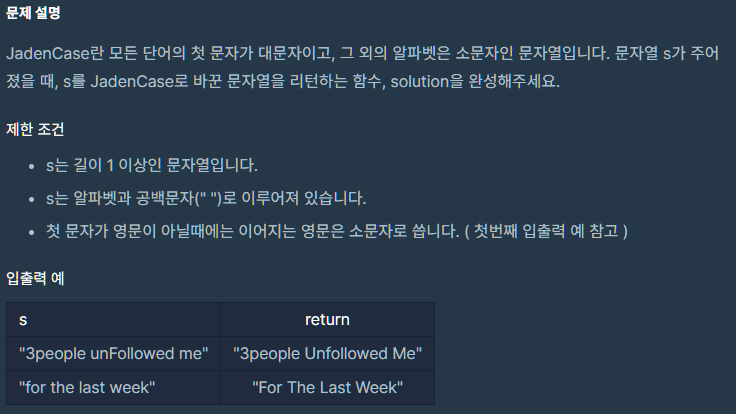 문제 설명
JadenCase란 모든 단어의 첫 문자가 대문자이고, 그 외의 알파벳은 소문자인 문자열입니다. 문자열 s가 주어
졌을 때, s를 JadenCase로 바꾼 문자열을 리턴하는 함수, solution을 완성해주세요.
제한 조건
• s는 길이 1 이상인 문자열입니다.
• s는 알파벳과 공백문자(" ")로 이루어져 있습니다.
• 첫 문자가 영문이 아닐때에는 이어지는 영문은 소문자로 씁니다. ( 첫번째 입출력 예 참고 )
입출력 예
s return
"3people unFollowed me" "3people Unfollowed Me"
"for the last week" "For The Last Week"